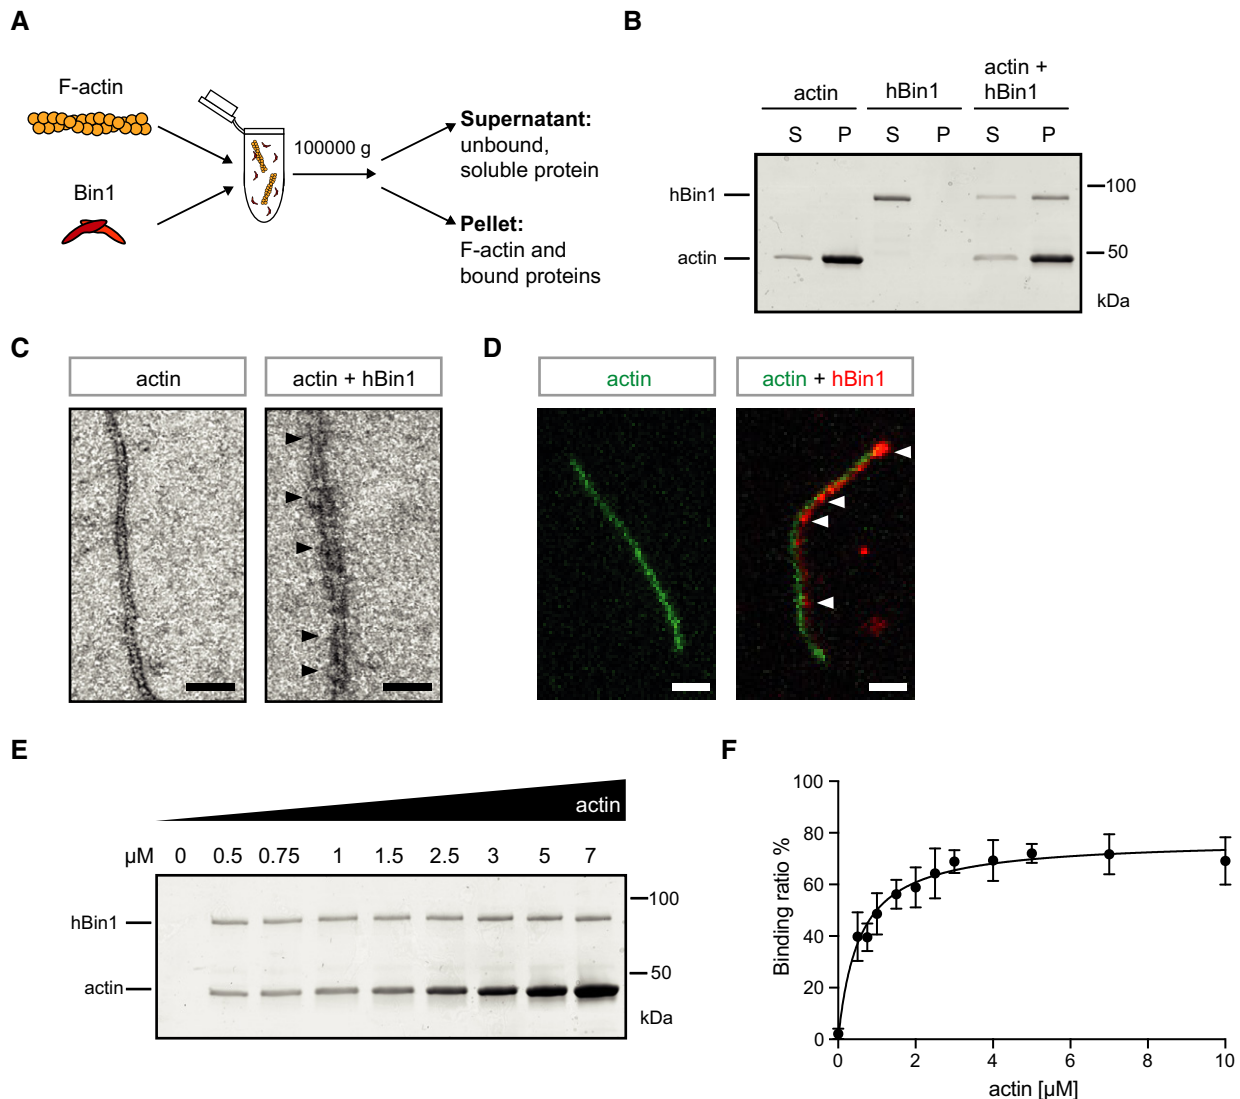 A
F-actin
Bin1
100000 g
Supernatant:
unbound,
soluble protein
Pellet:
F-actin and
bound proteins
B
actin
hBin1
actin +
hBin1
S P S P S P
hBin1
actin
100
50
kDa
C
actin
actin + hBin1
D
actin
actin + hBin1
E
actin
µM 0 0.5 0.75 1 1.5 2.5 3 5 7
hBin1
actin
100
50
kDa
F
Binding ratio %
100
80
60
40
20
0
0 2 4 6 8 10
actin [µM]